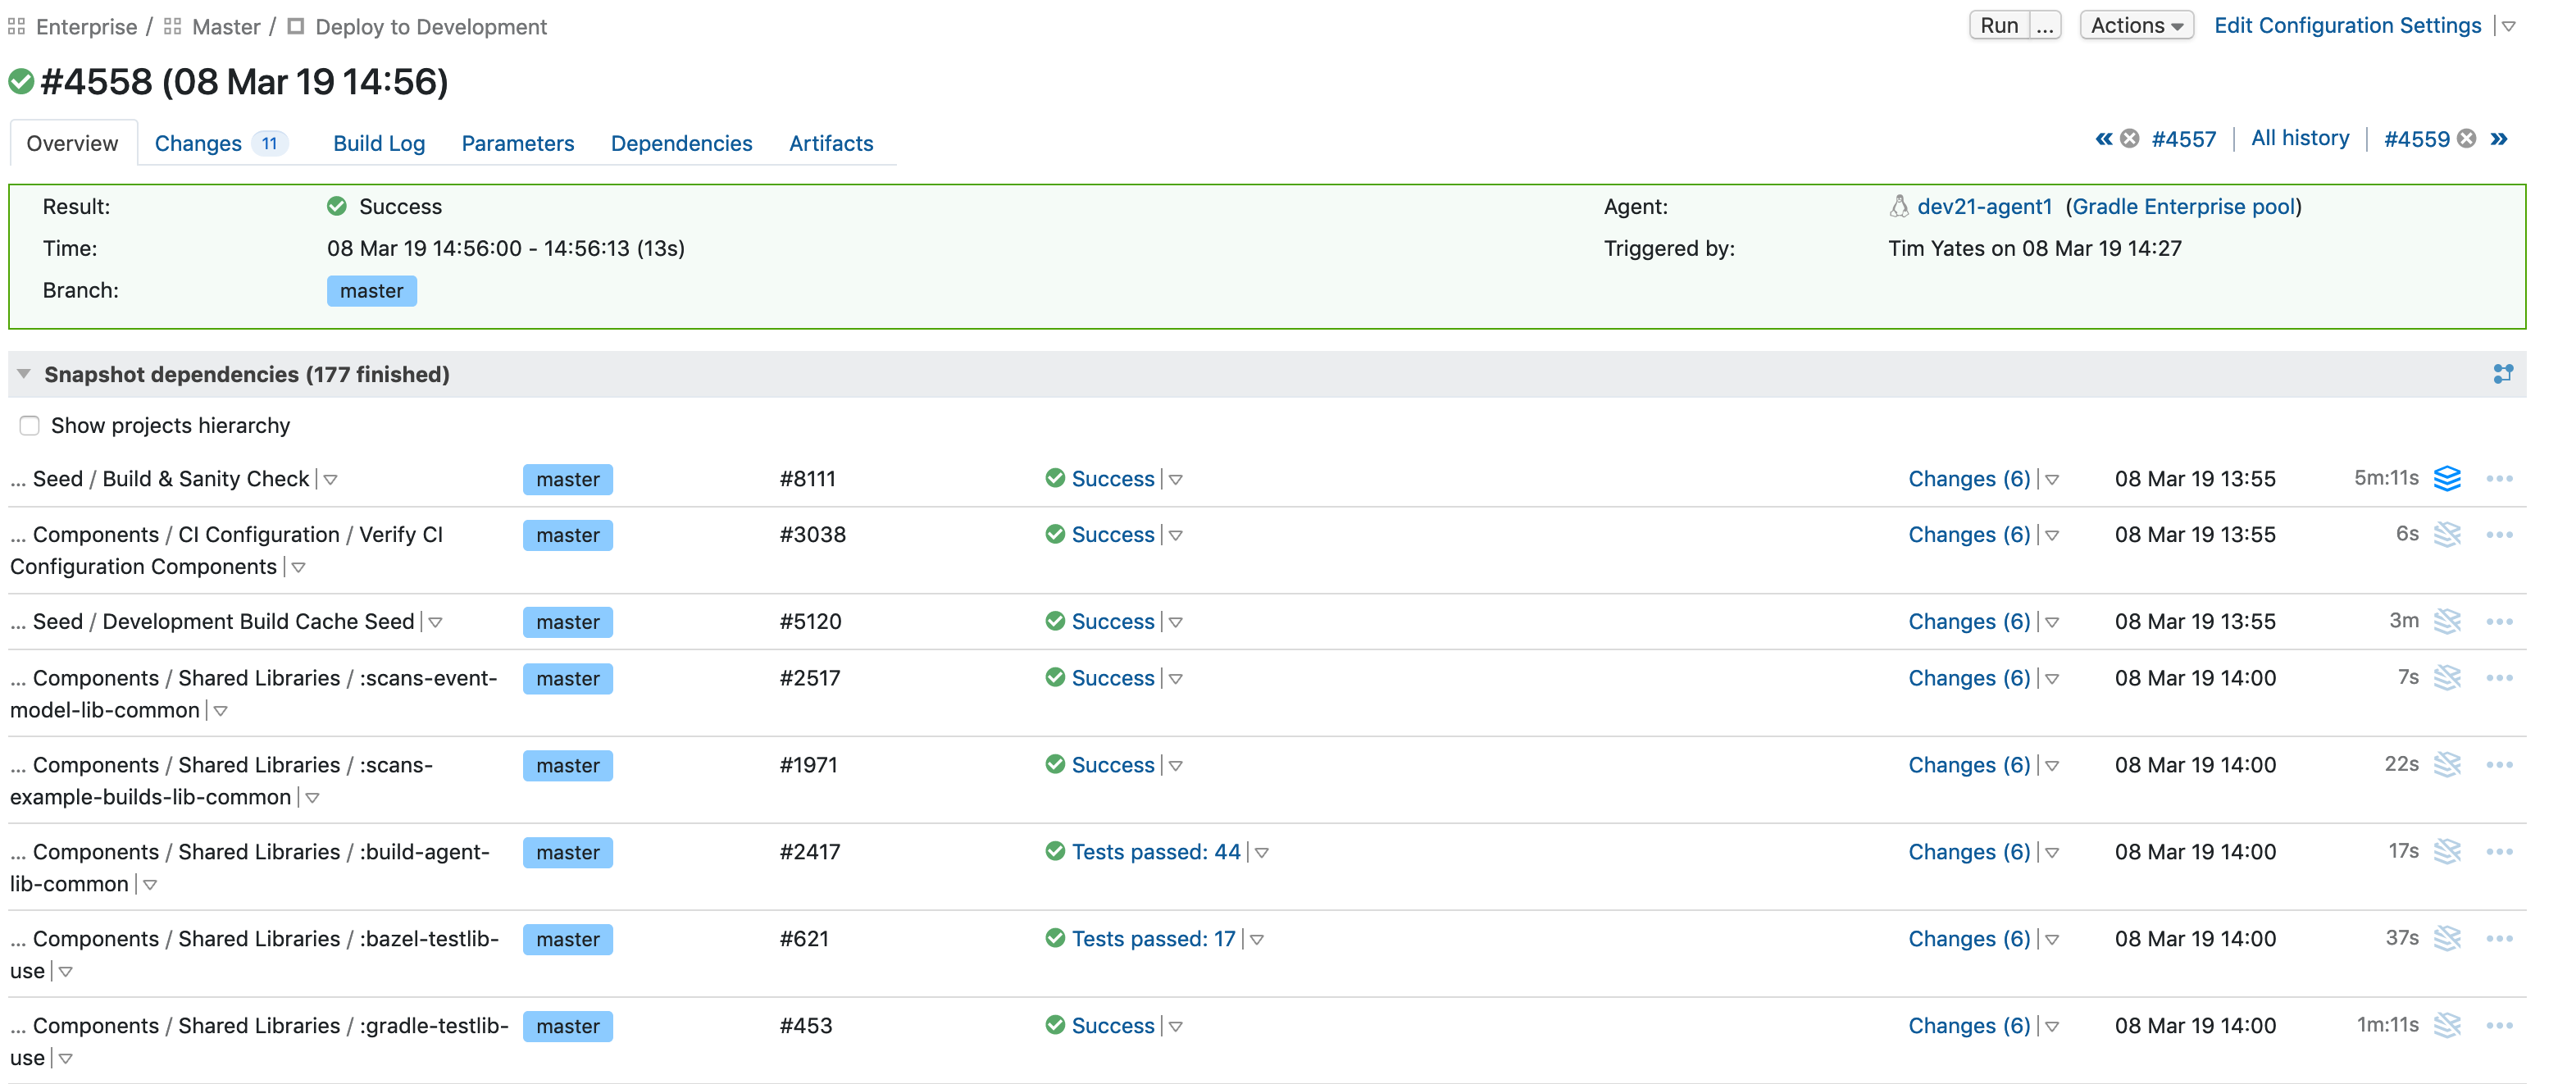 Enterprise / Master / Deploy to Development
Run ... Actions Edit Configuration Settings
#4558 (08 Mar 19 14:56)
Overview Changes 11 Build Log Parameters Dependencies Artifacts
« #4557 All history #4559 »
Result: Success Agent: dev21-agent1 (Gradle Enterprise pool)
Time: 08 Mar 19 14:56:00 - 14:56:13 (13s) Triggered by: Tim Yates on 08 Mar 19 14:27
Branch: master
Snapshot dependencies (177 finished)
Show projects hierarchy
... Seed / Build & Sanity Check master #8111 Success Changes (6) 08 Mar 19 13:55 5m:11s
... Components / CI Configuration / Verify CI master #3038 Success Changes (6) 08 Mar 19 13:55 6s
Configuration Components
... Seed / Development Build Cache Seed master #5120 Success Changes (6) 08 Mar 19 13:55 3m
... Components / Shared Libraries / :scans-event- master #2517 Success Changes (6) 08 Mar 19 14:00 7s
model-lib-common
... Components / Shared Libraries / :scans- master #1971 Success Changes (6) 08 Mar 19 14:00 22s
example-builds-lib-common
... Components / Shared Libraries / :build-agent- master #2417 Tests passed: 44 Changes (6) 08 Mar 19 14:00 17s
lib-common
... Components / Shared Libraries / :bazel-testlib- master #621 Tests passed: 17 Changes (6) 08 Mar 19 14:00 37s
use
... Components / Shared Libraries / :gradle-testlib- master #453 Success Changes (6) 08 Mar 19 14:00 1m:11s
use